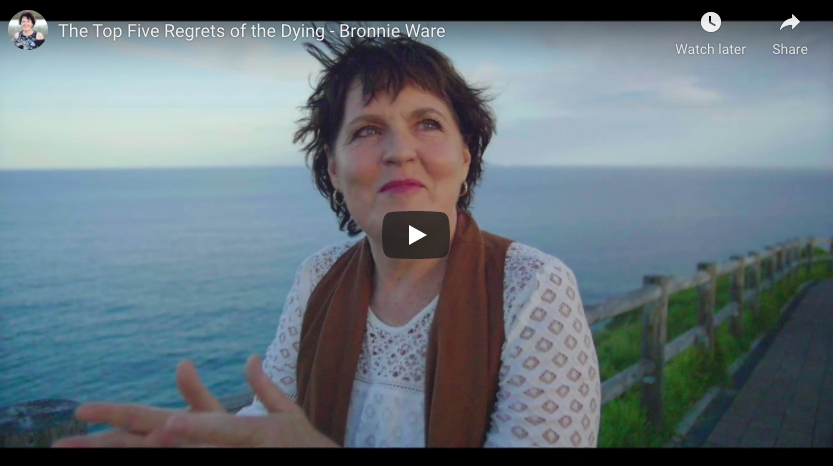 The Top Five Regrets of the Dying - Bronnie Ware
Watch later
Share